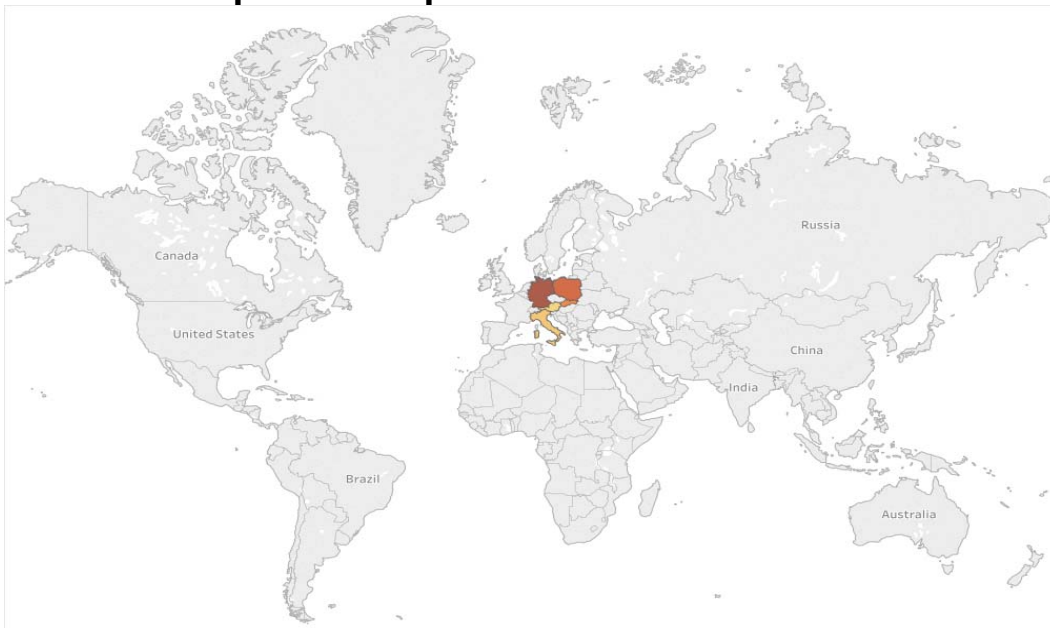 Canada
Russia
United States
China
India
Brazil
Australia